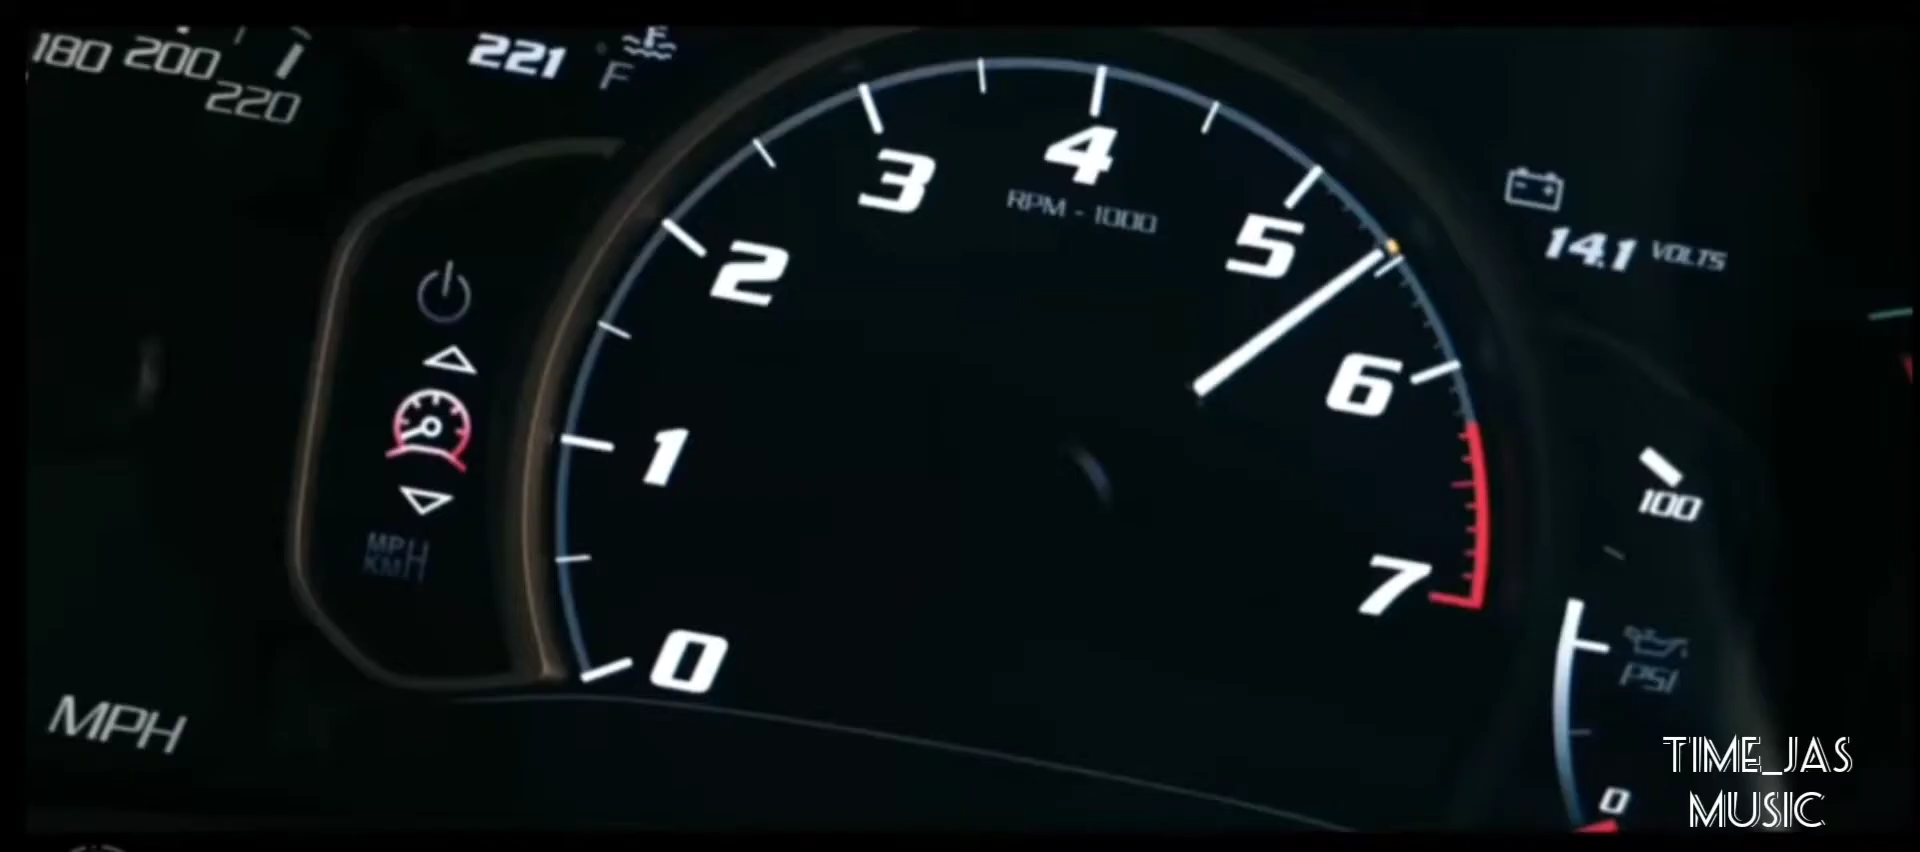 180 200
220
221 °F
F
0
1
2
3
4
5
6
7
RPM - 1000
14.1 VOLTS
MPH
KMH
100
PSI
0
MPH
TIME_JAS
MUSIC